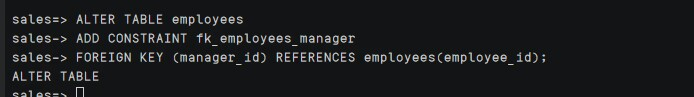 sales=> ALTER TABLE employees
sales-> ADD CONSTRAINT fk_employees_manager
sales-> FOREIGN KEY (manager_id) REFERENCES employees(employee_id);
ALTER TABLE
sales=>